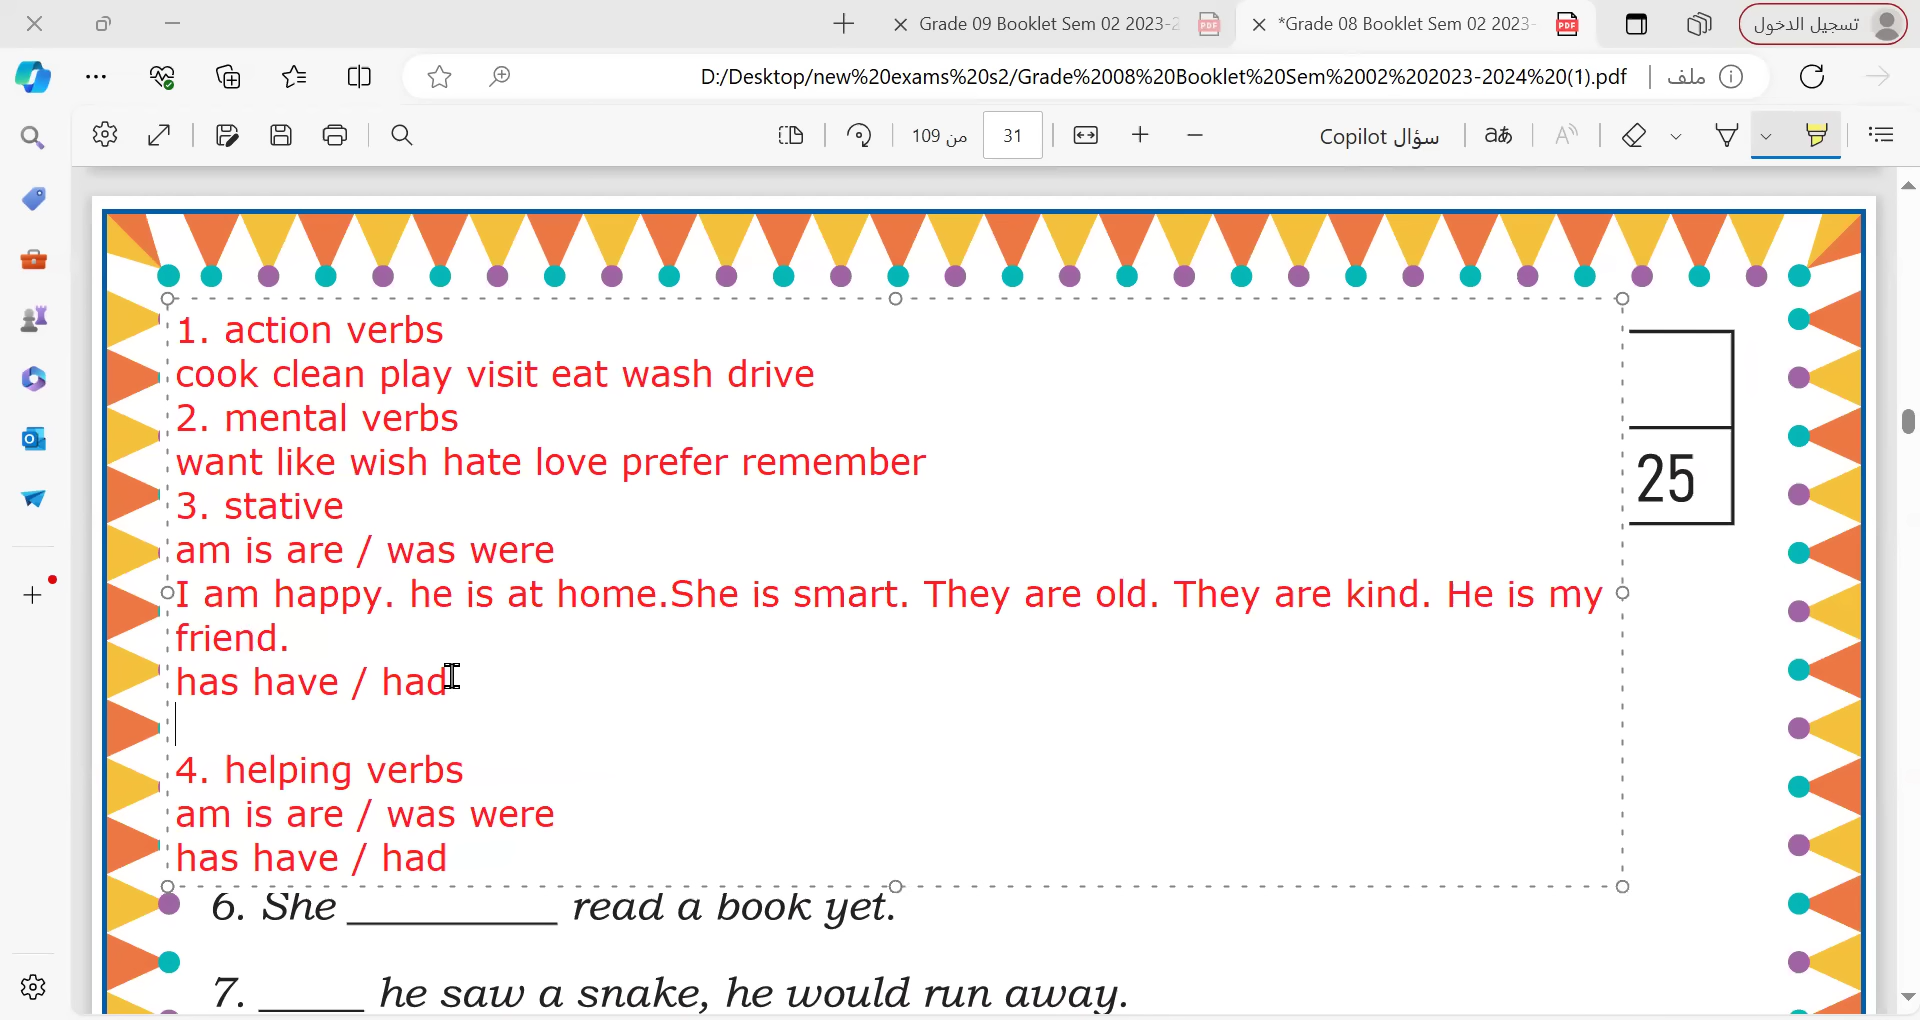 Grade 09 Booklet Sem 02 2023-2
*Grade 08 Booklet Sem 02 2023-
تسجيل الدخول
D:/Desktop/new%20exams%20s2/Grade%2008%20Booklet%20Sem%2002%202023-2024%20(1).pdf
ملف
من 109
31
سؤال Copilot
aあ
1. action verbs
cook clean play visit eat wash drive
2. mental verbs
want like wish hate love prefer remember
3. stative
am is are / was were
I am happy. he is at home.She is smart. They are old. They are kind. He is my
friend.
has have / had
4. helping verbs
am is are / was were
has have / had
25
6. She __________ read a book yet.
7. _____ he saw a snake, he would run away.